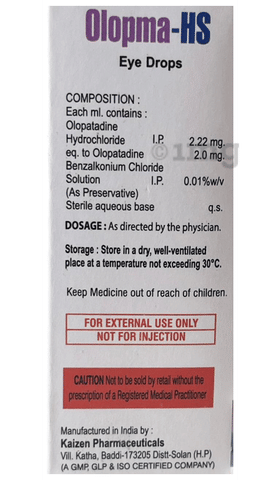 Olopma-HS
Eye Drops
COMPOSITION :
Each ml. contains :
Olopatadine
Hydrochloride I.P. 2.22 mg.
eq. to Olopatadine 2.0 mg.
Benzalkonium Chloride
Solution I.P. 0.01%w/v
(As Preservative)
Sterile aqueous base q.s.
DOSAGE : As directed by the physician.
Storage : Store in a dry, well-ventilated
place at a temperature not exceeding 30°C.
Keep Medicine out of reach of children.
FOR EXTERNAL USE ONLY
NOT FOR INJECTION
CAUTION Not to be sold by retail without the
prescription of a Registered Medical Practitioner
Manufactured in India by :
Kaizen Pharmaceuticals
Vill. Katha, Baddi-173205 Distt-Solan (H.P)
(A GMP, GLP & ISO CERTIFIED COMPANY)